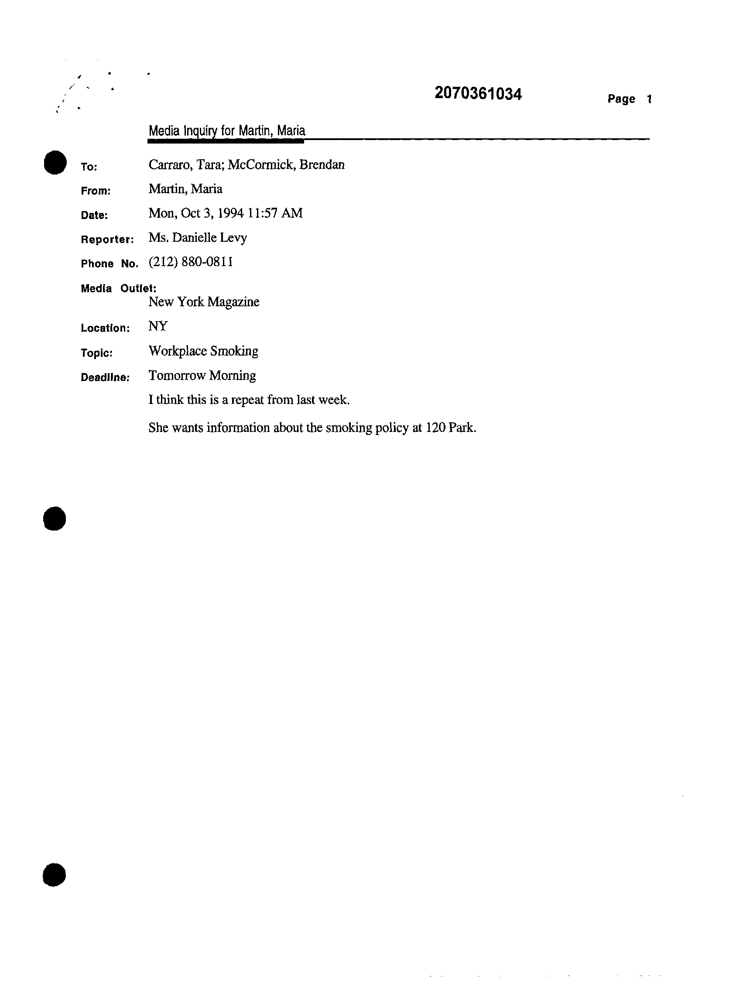 2070361034
Page 1
Media Inquiry for Martin, Maria
To: Carraro, Tara; McCormick, Brendan
From: Martin, Maria
Date: Mon, Oct 3, 1994 11:57 AM
Reporter: Ms. Danielle Levy
Phone No. (212) 880-0811
Media Outlet:
New York Magazine
Location: NY
Topic: Workplace Smoking
Deadline: Tomorrow Morning
I think this is a repeat from last week.
She wants information about the smoking policy at 120 Park.